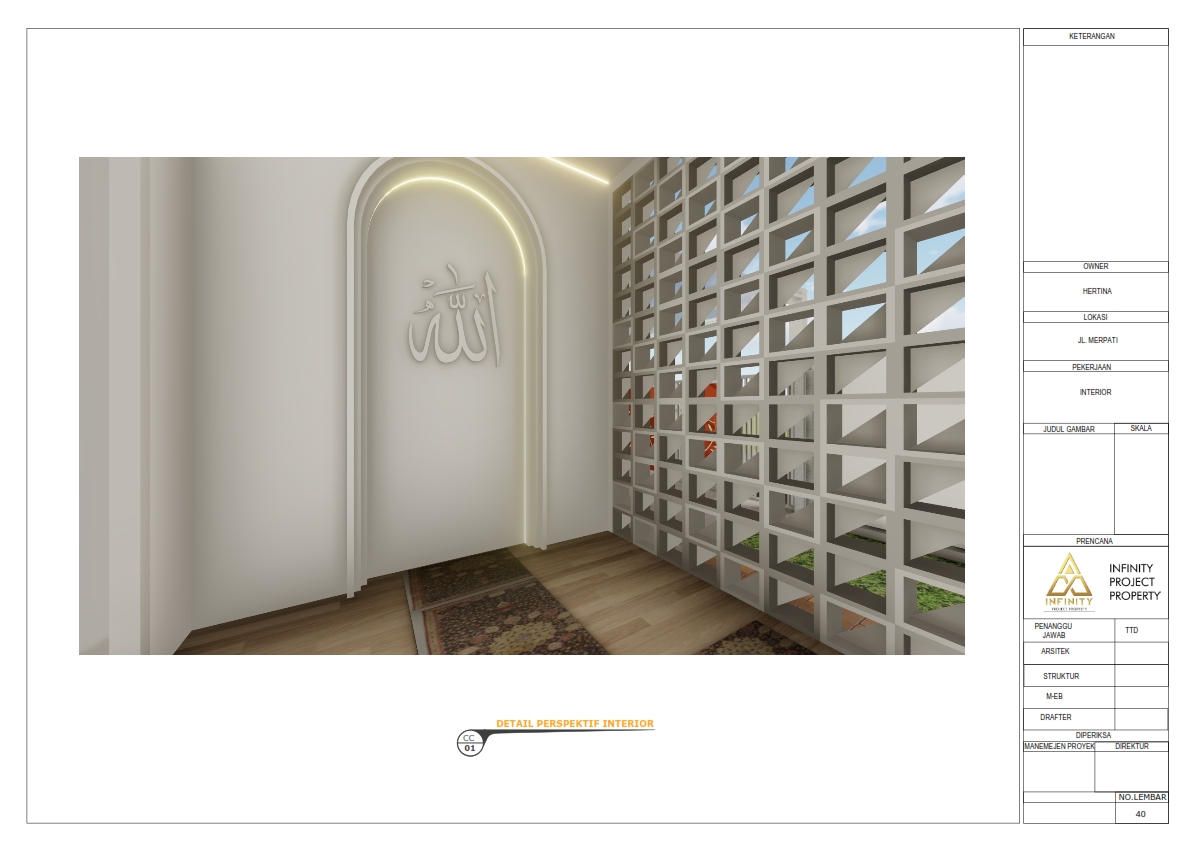 الله
DETAIL PERSPEKTIF INTERIOR
CC
01
KETERANGAN
OWNER
HERTINA
LOKASI
JL. MERPATI
PEKERJAAN
INTERIOR
JUDUL GAMBAR
SKALA
PRENCANA
INFINITY
PROJECT PROPERTY
INFINITY
PROJECT
PROPERTY
PENANGGU
JAWAB
TTD
ARSITEK
STRUKTUR
M-EB
DRAFTER
DIPERIKSA
MANEMEJEN PROYEK
DIREKTUR
NO.LEMBAR
40